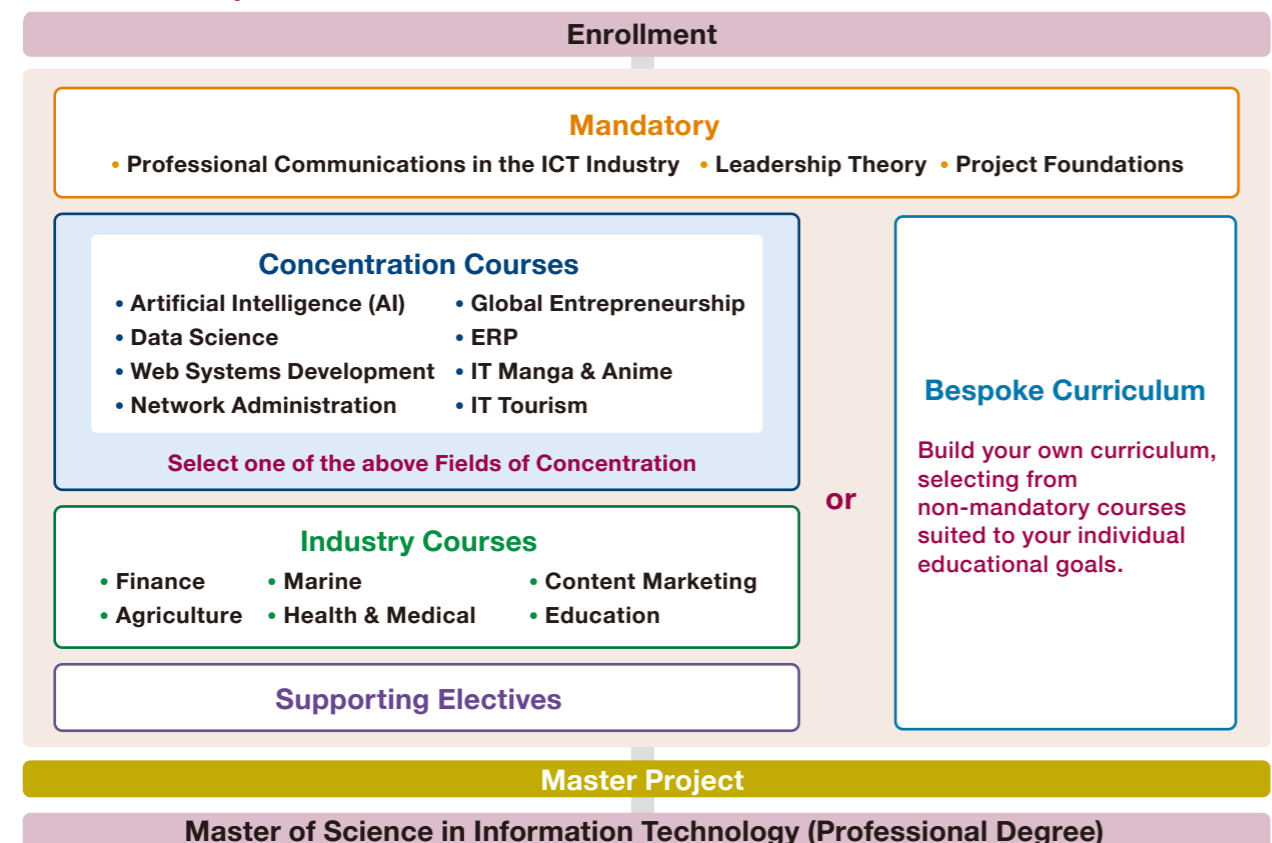 Enrollment
Mandatory
• Professional Communications in the ICT Industry • Leadership Theory • Project Foundations
Concentration Courses
• Artificial Intelligence (AI)
• Data Science
• Web Systems Development
• Network Administration
• Global Entrepreneurship
• ERP
• IT Manga & Anime
• IT Tourism
Select one of the above Fields of Concentration
Industry Courses
• Finance
• Agriculture
• Marine
• Health & Medical
• Content Marketing
• Education
Supporting Electives
or
Bespoke Curriculum
Build your own curriculum,
selecting from
non-mandatory courses
suited to your individual
educational goals.
Master Project
Master of Science in Information Technology (Professional Degree)